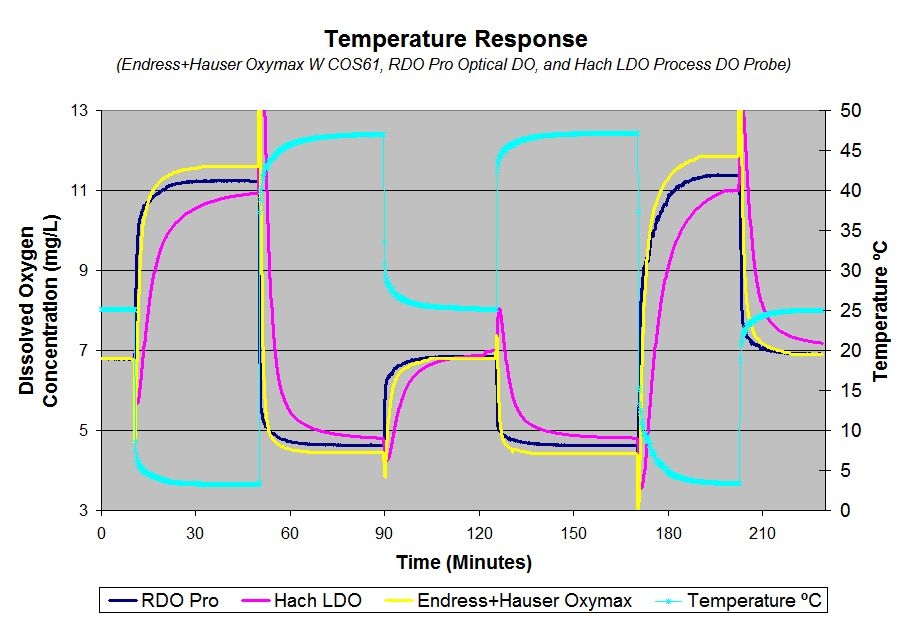 Temperature Response
(Endress+Hauser Oxymax W COS61, RDO Pro Optical DO, and Hach LDO Process DO Probe)
Dissolved Oxygen
Concentration (mg/L)
13
11
9
7
5
3
50
45
40
35
30
25
20
15
10
5
0
Temperature ºC
0 30 60 90 120 150 180 210
Time (Minutes)
RDO Pro Hach LDO Endress+Hauser Oxymax Temperature ºC